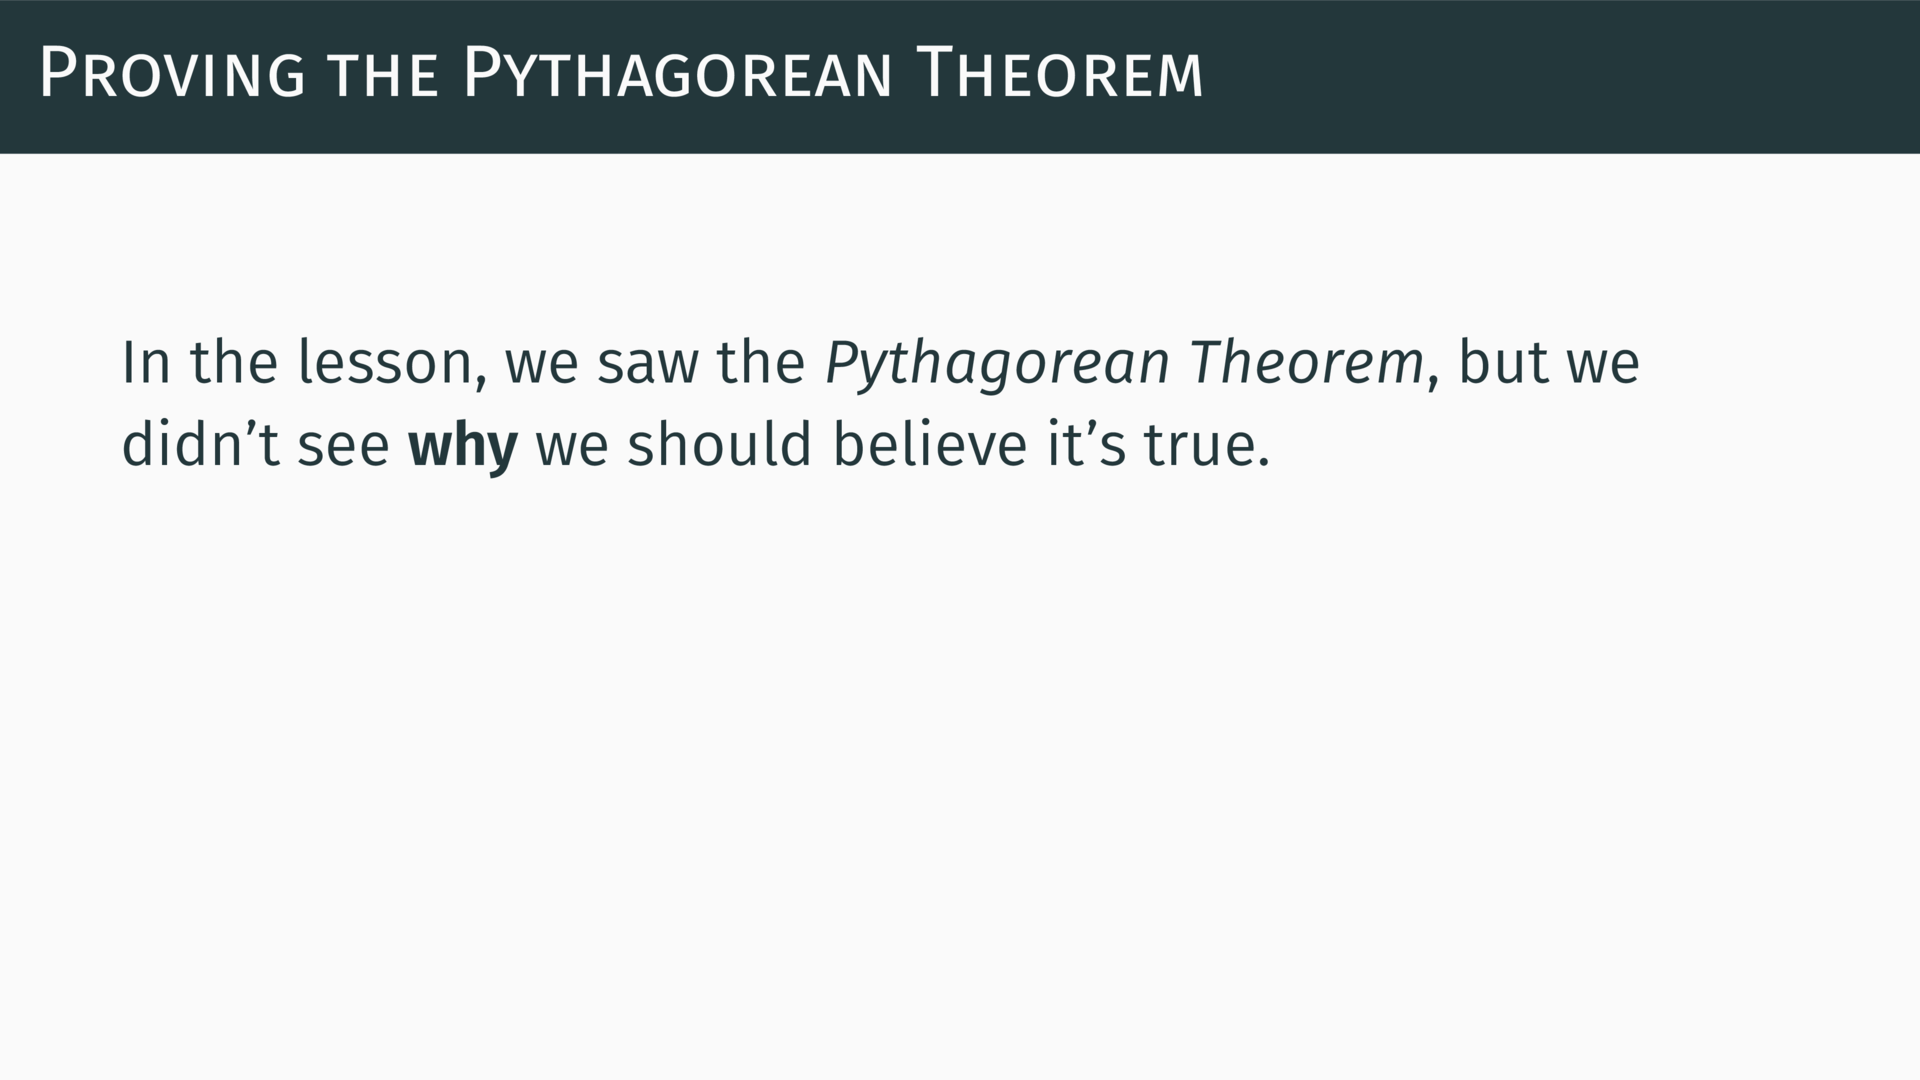 Proving the Pythagorean Theorem
In the lesson, we saw the Pythagorean Theorem, but we
didn’t see why we should believe it’s true.